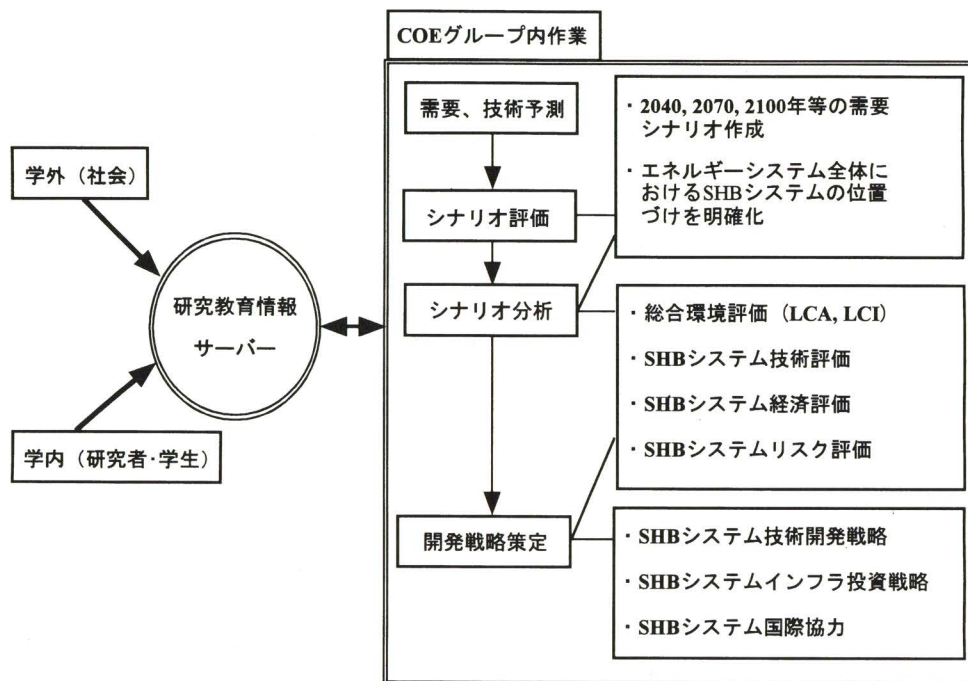 COEグループ内作業
需要、技術予測
シナリオ評価
シナリオ分析
開発戦略策定
・2040, 2070, 2100年等の需要
シナリオ作成
・エネルギーシステム全体に
おけるSHBシステムの位置
づけを明確化
・総合環境評価（LCA, LCI）
・SHBシステム技術評価
・SHBシステム経済評価
・SHBシステムリスク評価
・SHBシステム技術開発戦略
・SHBシステムインフラ投資戦略
・SHBシステム国際協力
学外（社会）
研究教育情報
サーバー
学内（研究者・学生）